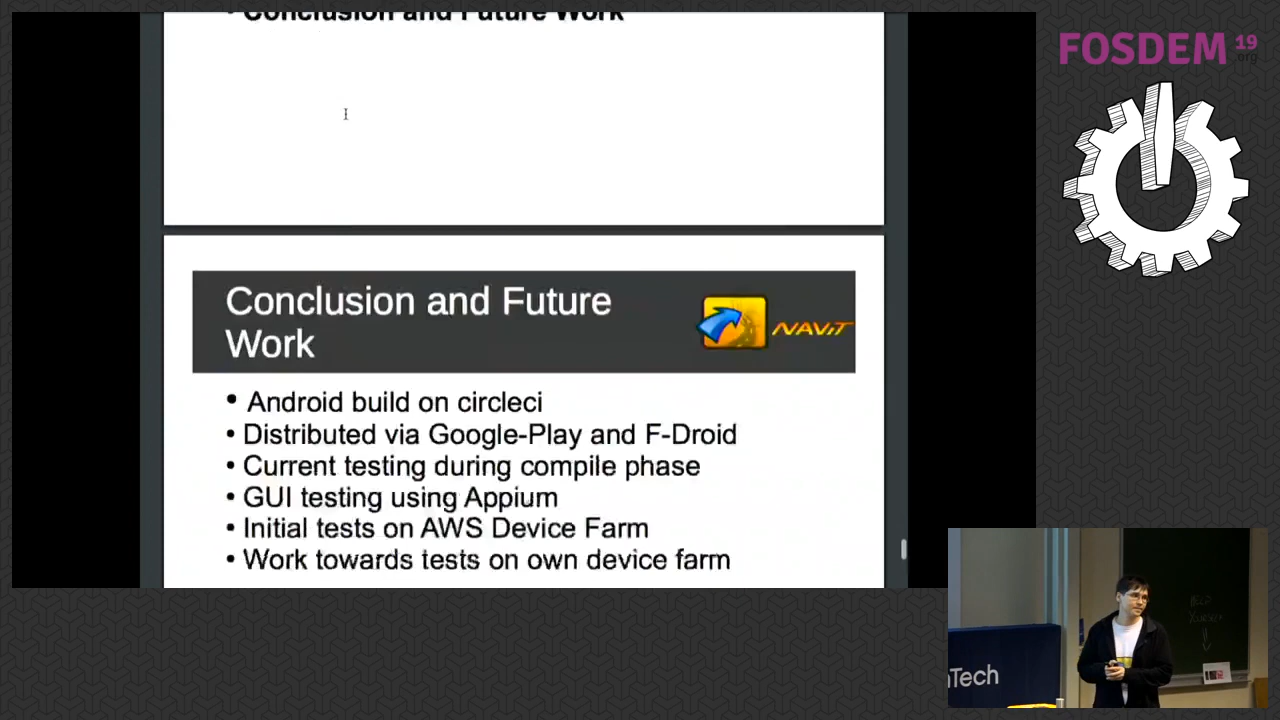 • Conclusion and Future Work
FOSDEM 19
.org
Conclusion and Future
Work
NAViT
• Android build on circleci
• Distributed via Google-Play and F-Droid
• Current testing during compile phase
• GUI testing using Appium
• Initial tests on AWS Device Farm
• Work towards tests on own device farm
Tech